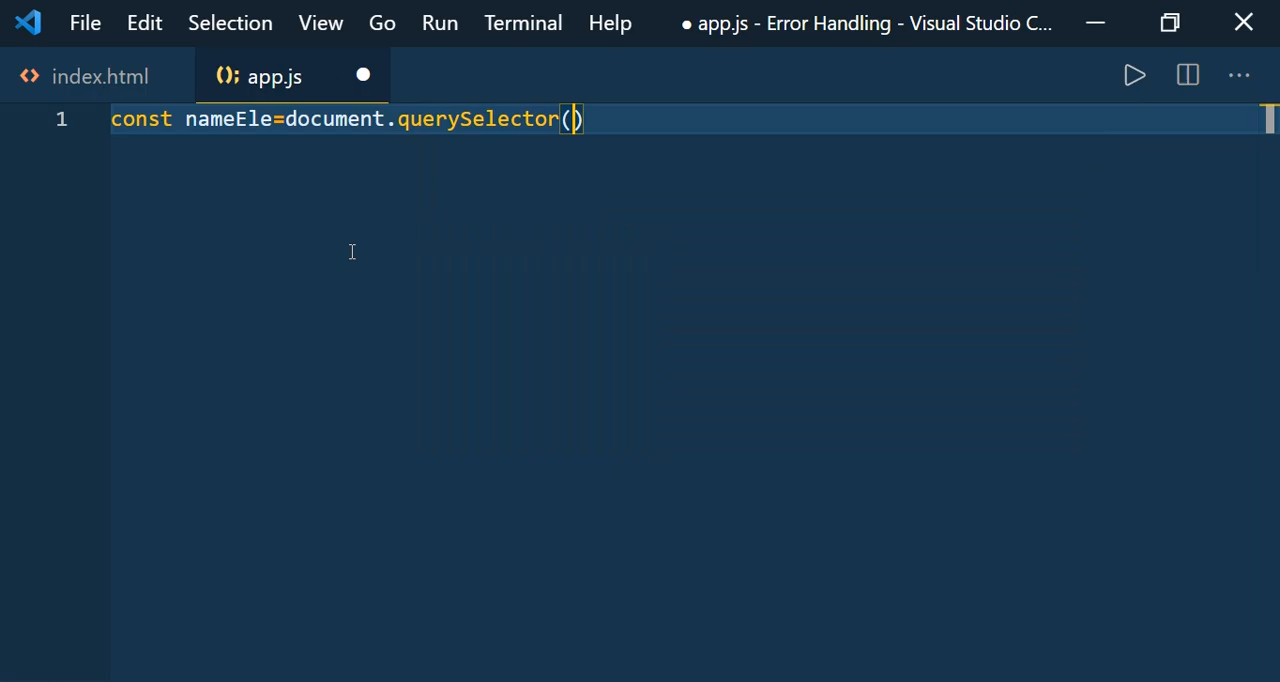 File Edit Selection View Go Run Terminal Help ● app.js - Error Handling - Visual Studio C...
index.html (); app.js
1 const nameEle=document.querySelector()